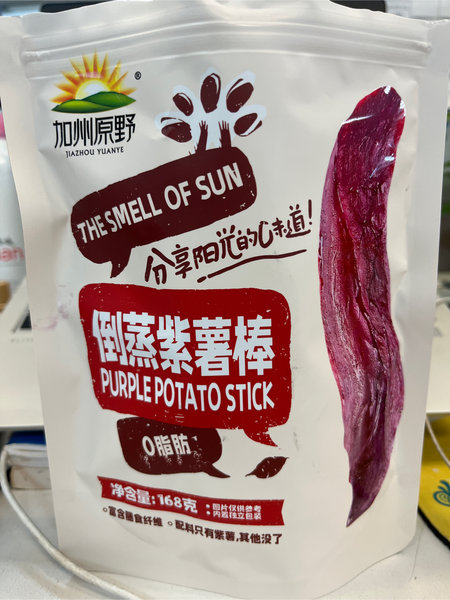 ®
加州原野
JIAZHOU YUANYE
THE SMELL OF SUN
分享阳光的味道!
倒蒸紫薯棒
PURPLE POTATO STICK
0脂肪
净含量:168克
◦图片仅供参考
◦内置独立包装
◦富含膳食纤维 ◦配料只有紫薯,其他没了